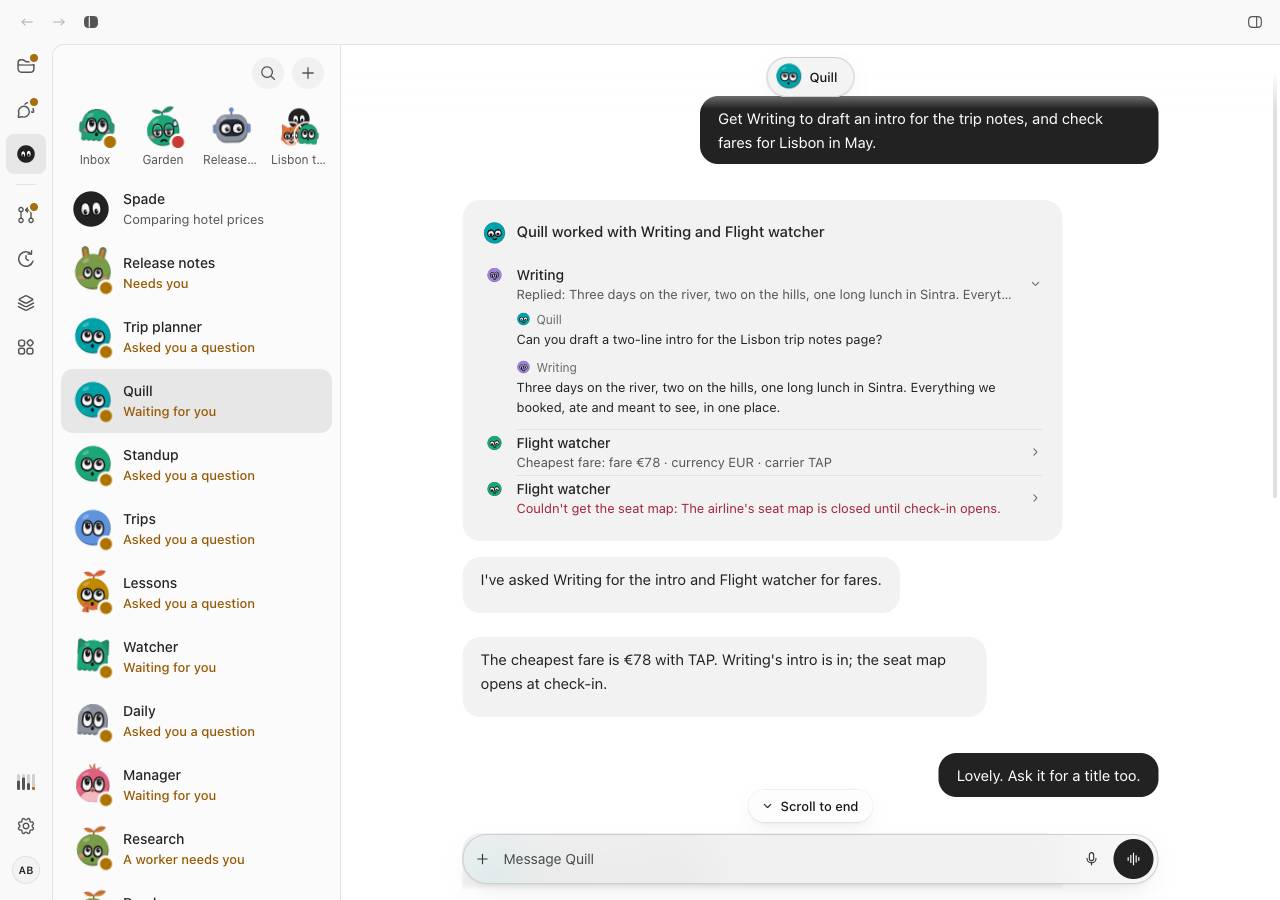 Inbox
Garden
Release...
Lisbon t...
Spade
Comparing hotel prices
Release notes
Needs you
Trip planner
Asked you a question
Quill
Waiting for you
Standup
Asked you a question
Trips
Asked you a question
Lessons
Asked you a question
Watcher
Waiting for you
Daily
Asked you a question
Manager
Waiting for you
Research
A worker needs you
AB
Quill
Get Writing to draft an intro for the trip notes, and check
fares for Lisbon in May.
Quill worked with Writing and Flight watcher
Writing
Replied: Three days on the river, two on the hills, one long lunch in Sintra. Everyt...
Quill
Can you draft a two-line intro for the Lisbon trip notes page?
Writing
Three days on the river, two on the hills, one long lunch in Sintra. Everything we
booked, ate and meant to see, in one place.
Flight watcher
Cheapest fare: fare €78 · currency EUR · carrier TAP
Flight watcher
Couldn't get the seat map: The airline's seat map is closed until check-in opens.
I've asked Writing for the intro and Flight watcher for fares.
The cheapest fare is €78 with TAP. Writing's intro is in; the seat map
opens at check-in.
Lovely. Ask it for a title too.
Scroll to end
Message Quill